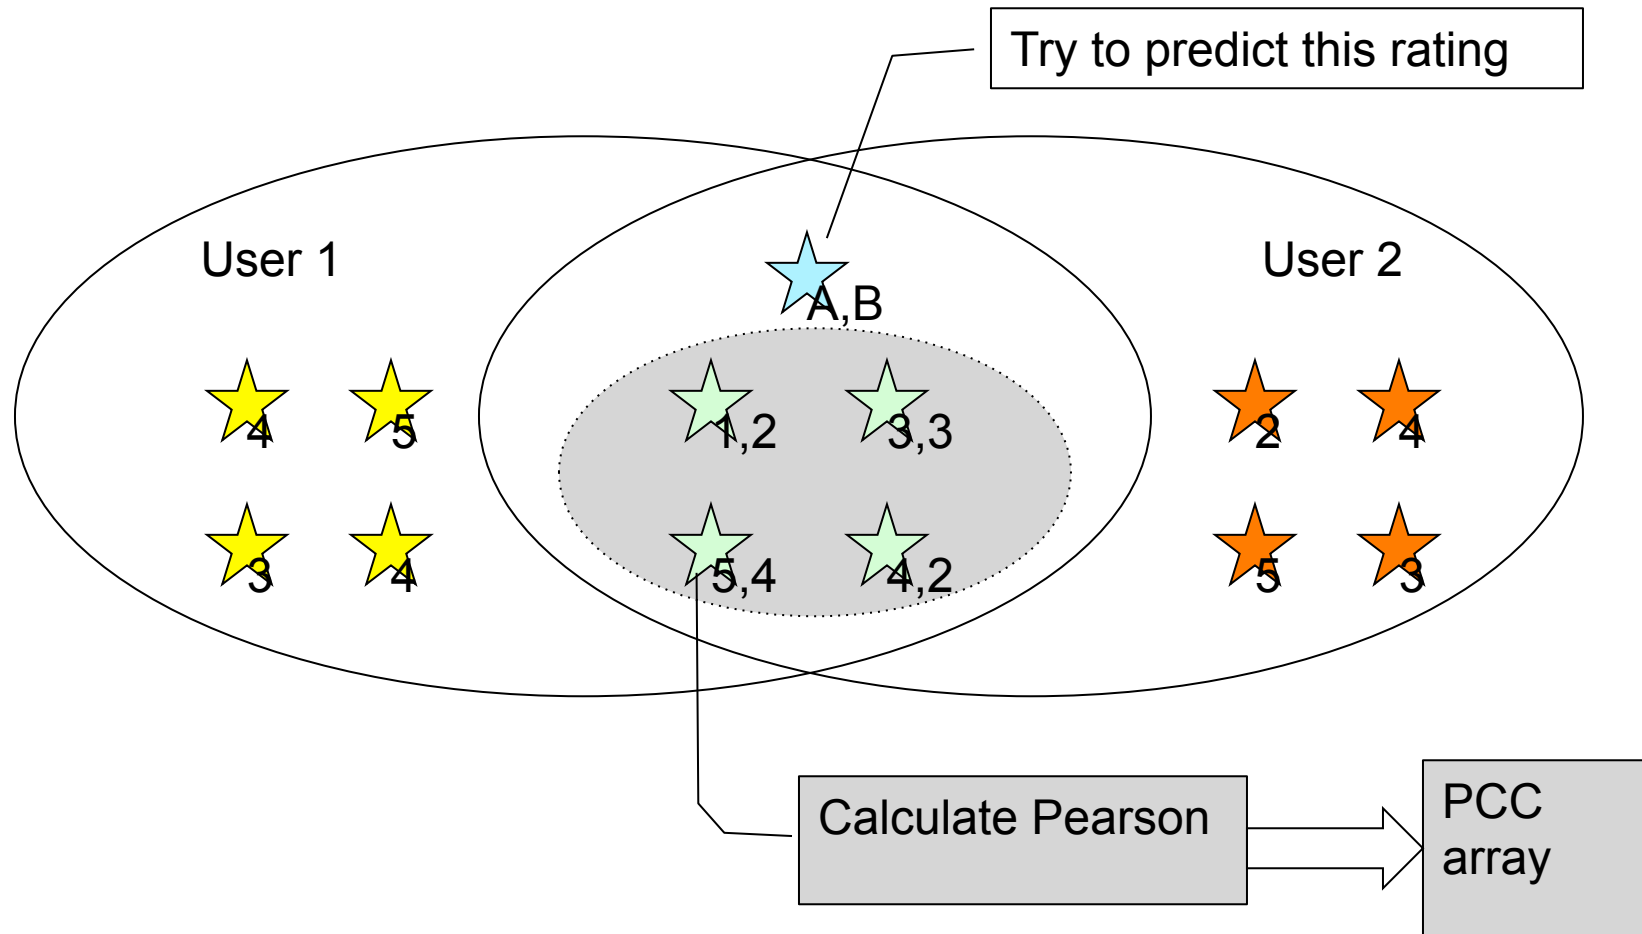 Try to predict this rating
User 1
User 2
A,B
4
5
1,2
3,3
2
4
3
4
5,4
4,2
5
3
Calculate Pearson
PCC
array